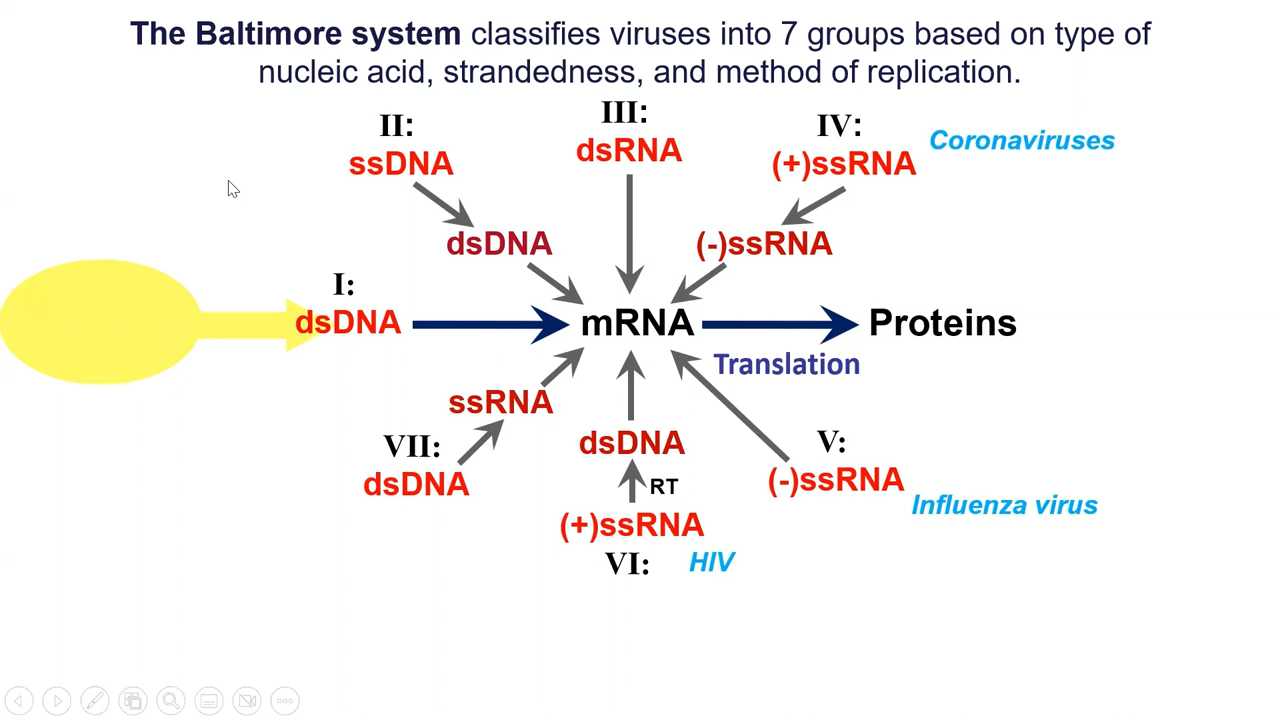 The Baltimore system classifies viruses into 7 groups based on type of
nucleic acid, strandedness, and method of replication.
II:
ssDNA
dsDNA
III:
dsRNA
IV:
(+)ssRNA
Coronaviruses
(-)ssRNA
I:
dsDNA
mRNA
Proteins
Translation
ssRNA
VII:
dsDNA
dsDNA
RT
(+)ssRNA
VI:
HIV
V:
(-)ssRNA
Influenza virus